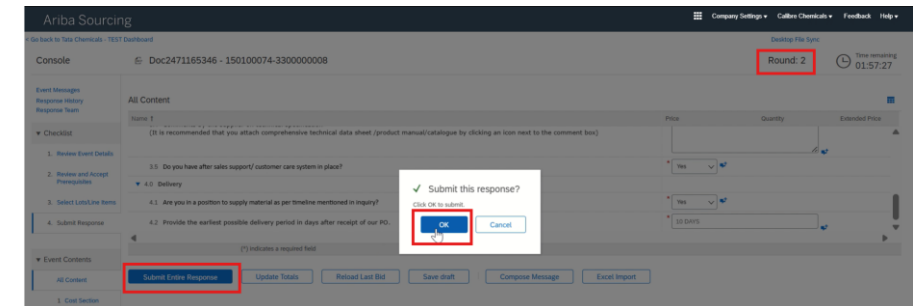 Ariba Sourcing
Company Settings ▾ Calibre Chemicals ▾ Feedback Help ▾
< Go back to Tata Chemicals - TEST Dashboard
Desktop File Sync
Console
Doc2471165346 - 150100074-3300000008
Round: 2
Time remaining
01:57:27
Event Messages
Response History
Response Team
All Content
Name ↑
Price Quantity Extended Price
(It is recommended that you attach comprehensive technical data sheet /product manual/catalogue by clicking an icon next to the comment box)
▾ Checklist
1. Review Event Details
2. Review and Accept
Prerequisites
3. Select Lots/Line Items
4. Submit Response
3.5 Do you have after sales support/ customer care system in place?
* Yes
▾ 4.0 Delivery
4.1 Are you in a position to supply material as per timeline mentioned in inquiry?
* Yes
4.2 Provide the earliest possible delivery period in days after receipt of our PO.
* 10 DAYS
✓ Submit this response?
Click OK to submit.
OK Cancel
(*) indicates a required field
▾ Event Contents
All Content
1. Cost Section
Submit Entire Response Update Totals Reload Last Bid Save draft Compose Message Excel Import